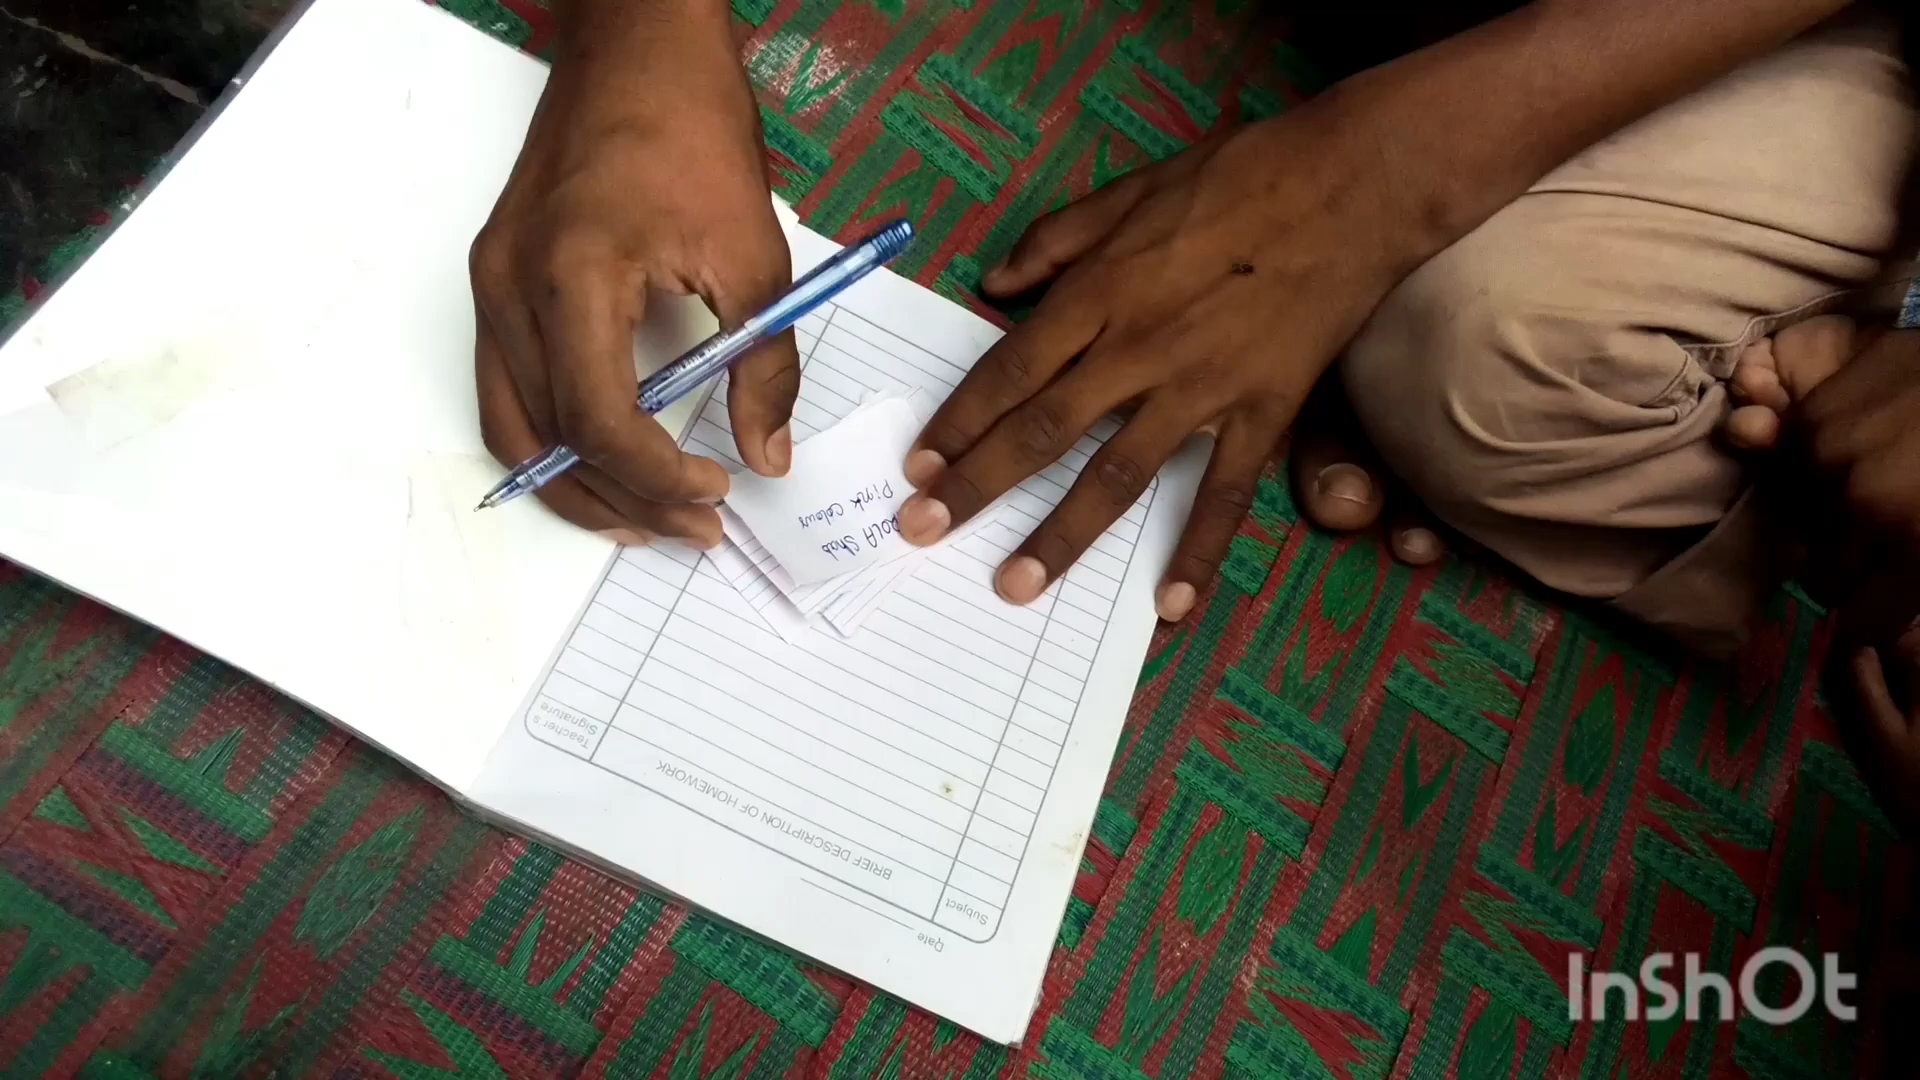 Pink Colour
Shab
Teacher's
Signature
BRIEF DESCRIPTION OF HOMEWORK
Subject
Date
InShOt